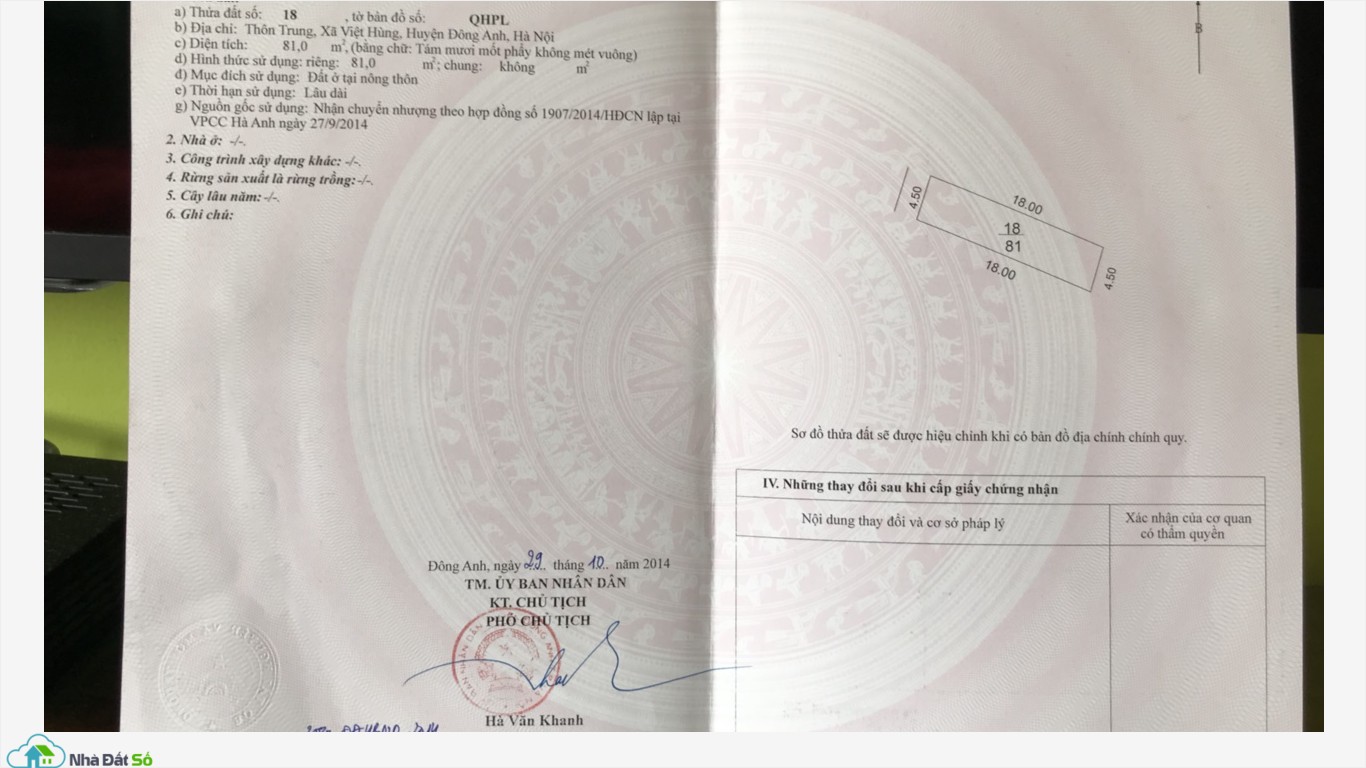 a) Thửa đất số: 18 , tờ bản đồ số: QHPL
b) Địa chỉ: Thôn Trung, Xã Việt Hùng, Huyện Đông Anh, Hà Nội
c) Diện tích: 81,0 m², (bằng chữ: Tám mươi mốt phẩy không mét vuông)
d) Hình thức sử dụng: riêng: 81,0 m²; chung: không m²
đ) Mục đích sử dụng: Đất ở tại nông thôn
e) Thời hạn sử dụng: Lâu dài
g) Nguồn gốc sử dụng: Nhận chuyển nhượng theo hợp đồng số 1907/2014/HĐCN lập tại
VPCC Hà Anh ngày 27/9/2014
2. Nhà ở: -/-.
3. Công trình xây dựng khác: -/-.
4. Rừng sản xuất là rừng trồng: -/-.
5. Cây lâu năm: -/-.
6. Ghi chú:
Đông Anh, ngày 29.. tháng 10.. năm 2014
TM. ỦY BAN NHÂN DÂN
KT. CHỦ TỊCH
PHÓ CHỦ TỊCH
Hà Văn Khanh
B
4.50
18.00
18
81
18.00
4.50
Sơ đồ thửa đất sẽ được hiệu chỉnh khi có bản đồ địa chính chính quy.
IV. Những thay đổi sau khi cấp giấy chứng nhận
Nội dung thay đổi và cơ sở pháp lý
Xác nhận của cơ quan
có thẩm quyền
Nhà Đất Số